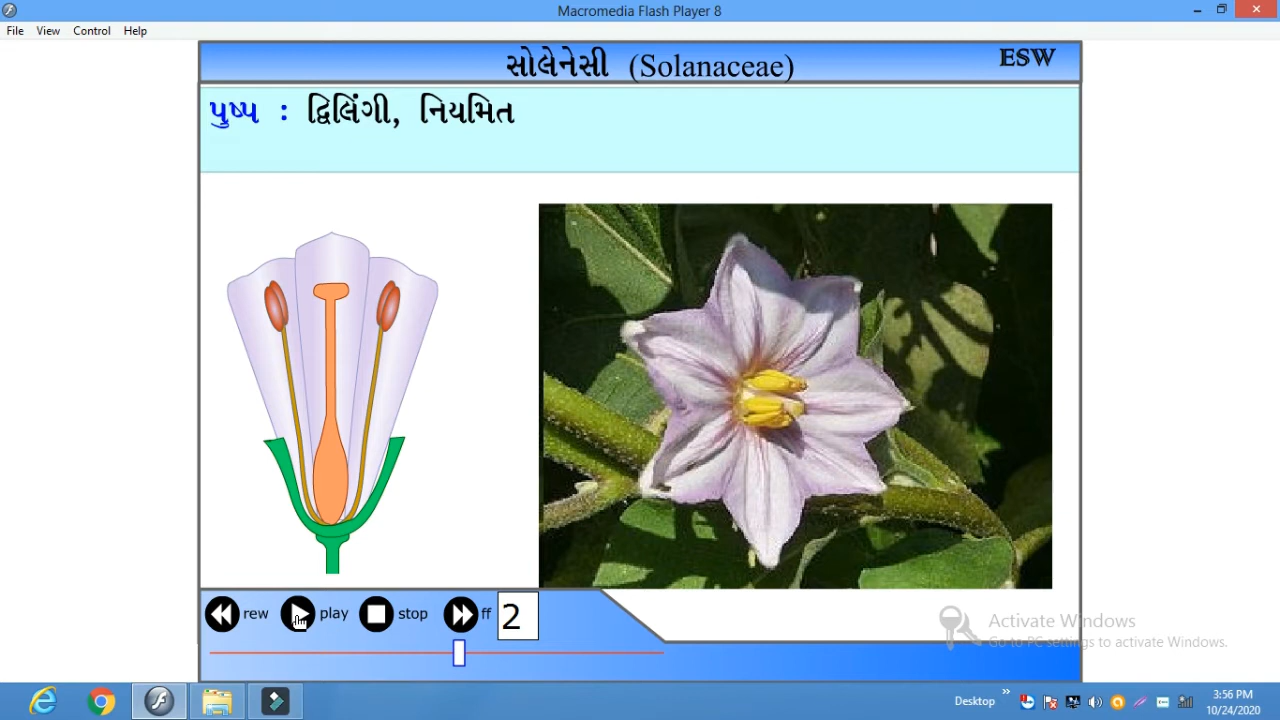 Macromedia Flash Player 8
File View Control Help
સોલેનેસી (Solanaceae)
ESW
પુષ્પ : દ્વિલિંગી, નિયમિત
rew play stop ff 2
Activate Windows
Go to PC settings to activate Windows.
Desktop
3:56 PM
10/24/2020